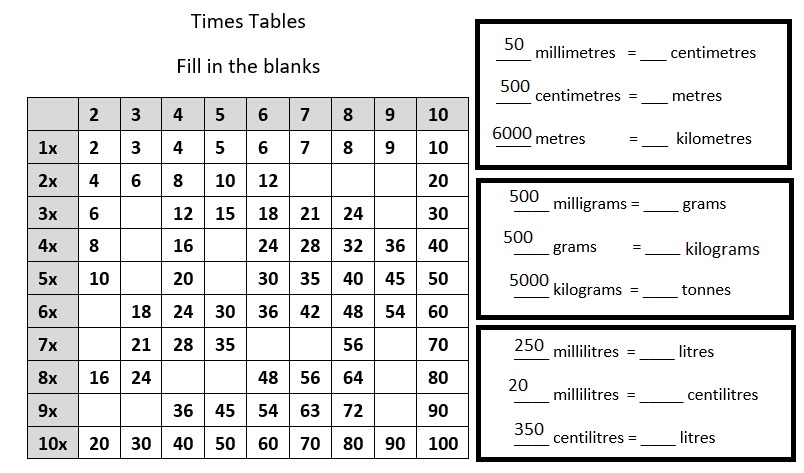 Times Tables
Fill in the blanks
2 3 4 5 6 7 8 9 10
1x 2 3 4 5 6 7 8 9 10
2x 4 6 8 10 12 20
3x 6 12 15 18 21 24 30
4x 8 16 24 28 32 36 40
5x 10 20 30 35 40 45 50
6x 18 24 30 36 42 48 54 60
7x 21 28 35 56 70
8x 16 24 48 56 64 80
9x 36 45 54 63 72 90
10x 20 30 40 50 60 70 80 90 100
50 millimetres = ___ centimetres
500 centimetres = ___ metres
6000 metres = ___ kilometres
500 milligrams = ____ grams
500 grams = ____ kilograms
5000 kilograms = ____ tonnes
250 millilitres = ____ litres
20 millilitres = _____ centilitres
350 centilitres = ____ litres